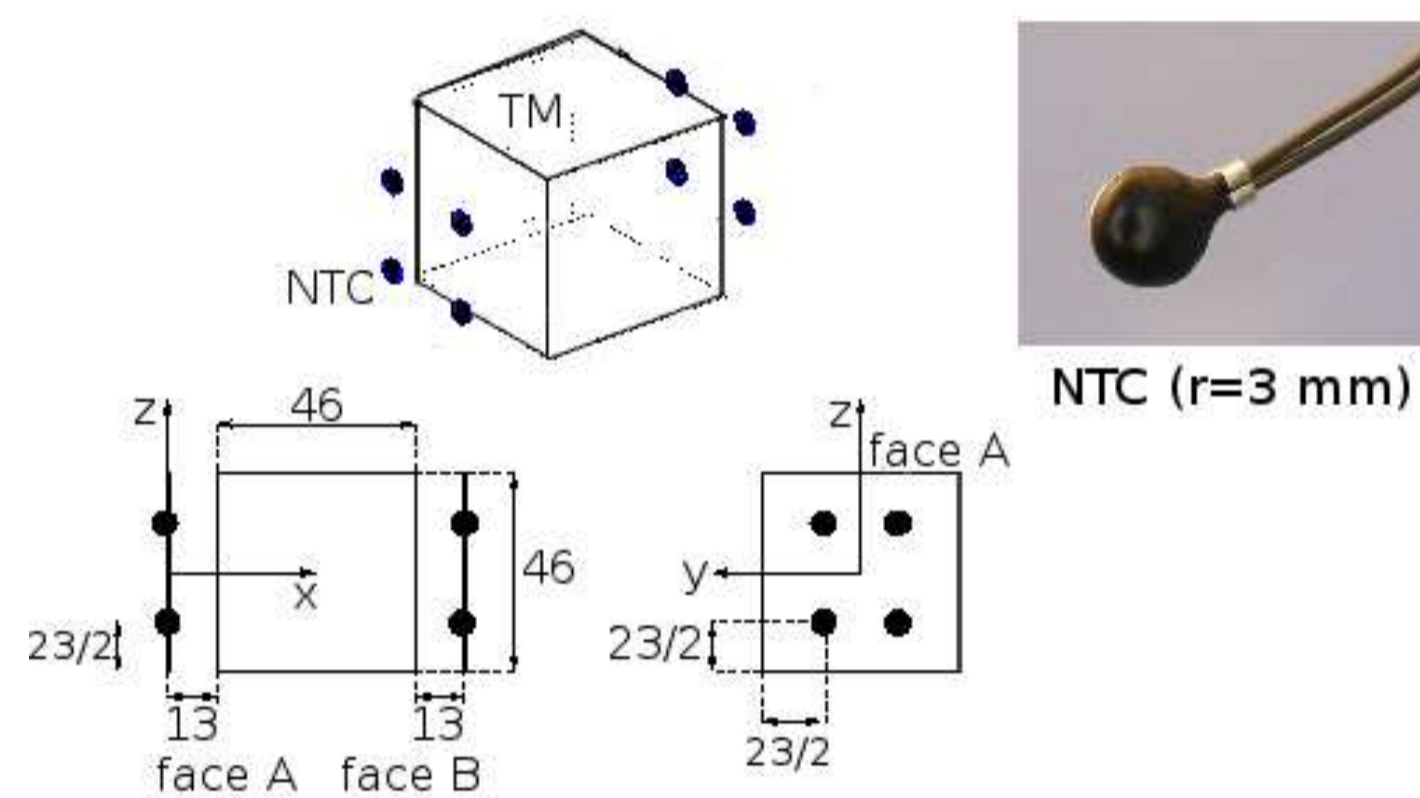 TM
NTC
NTC (r=3 mm)
z
46
x
46
23/2
13
13
face A
face B
z
face A
y
23/2
23/2